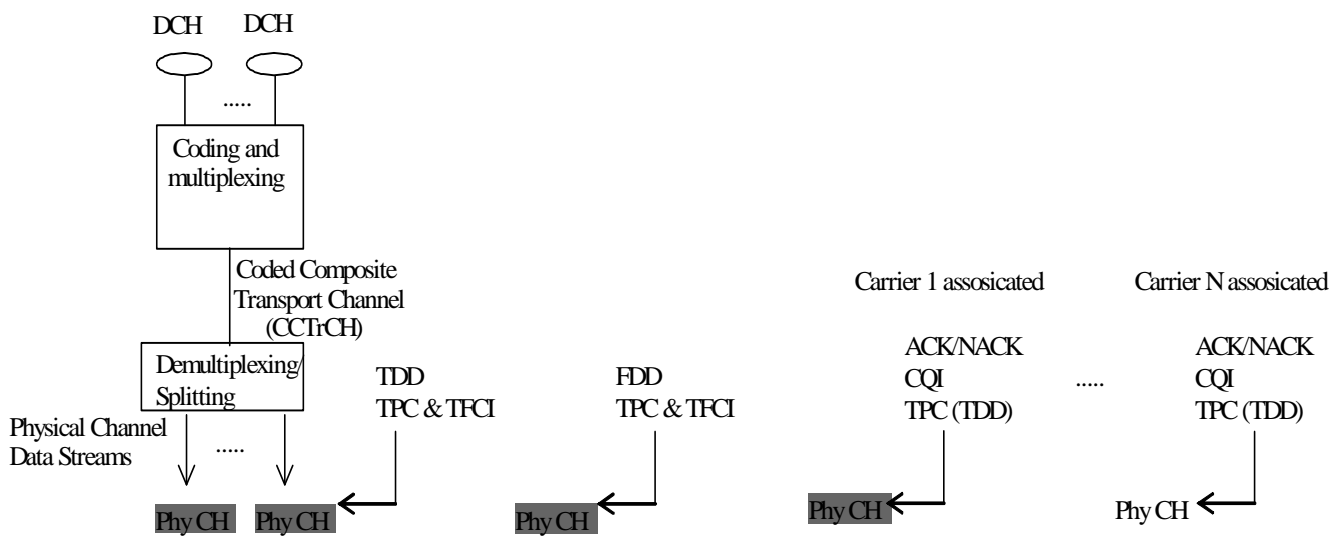 DCH DCH
.....
Coding and
multiplexing
Coded Composite
Transport Channel
(CCTrCH)
Demultiplexing/
Splitting
Physical Channel
Data Streams
.....
Phy CH Phy CH
TDD
TPC & TFCI
FDD
TPC & TFCI
Phy CH
Carrier 1 assosicated
ACK/NACK
CQI
TPC (TDD)
Phy CH
.....
Carrier N assosicated
ACK/NACK
CQI
TPC (TDD)
Phy CH